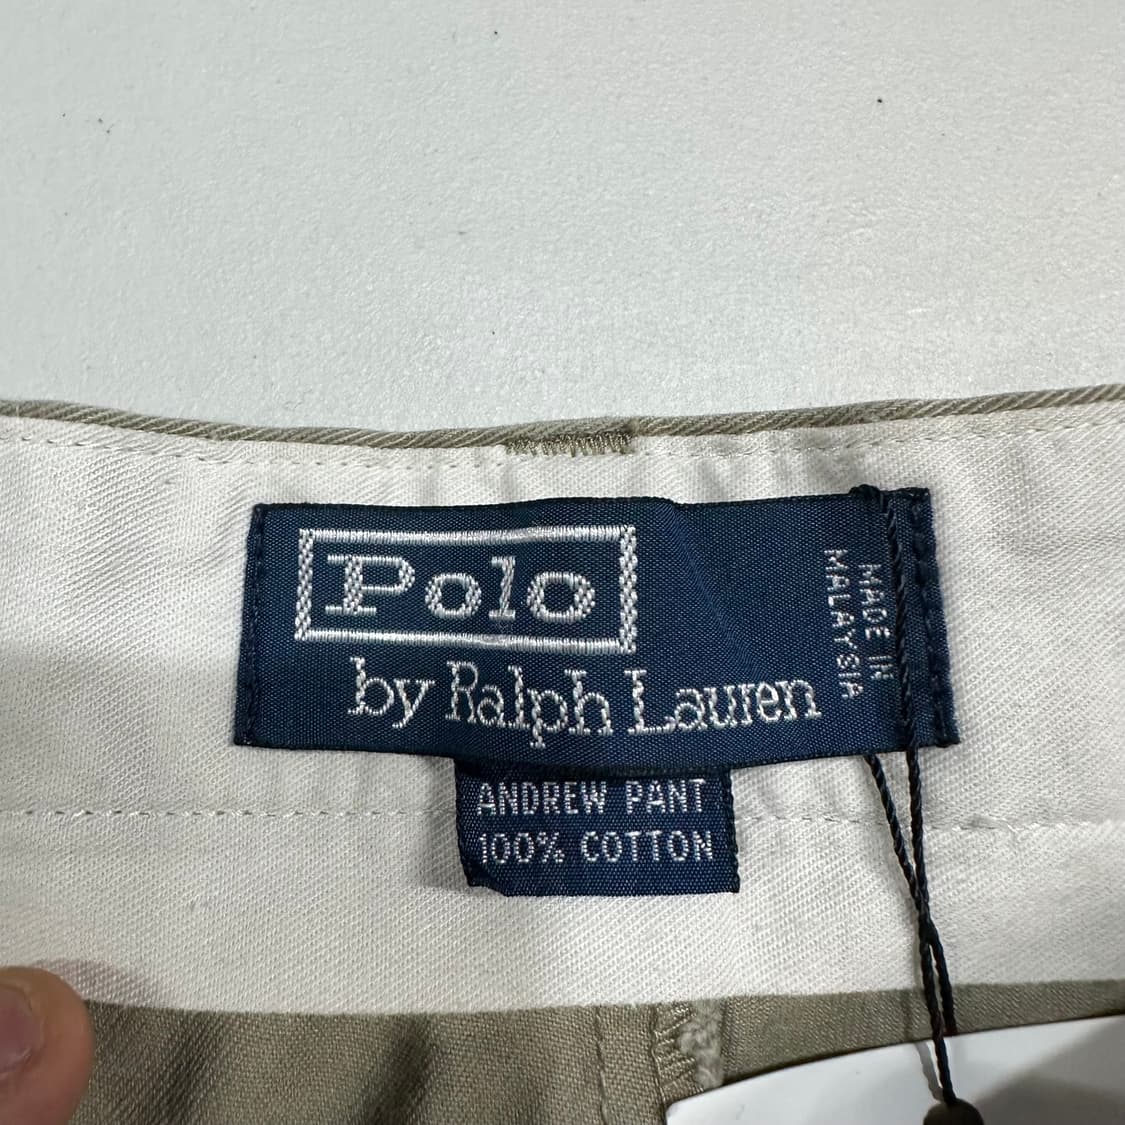 Polo
by Ralph Lauren
MADE IN
MALAYSIA
ANDREW PANT
100% COTTON